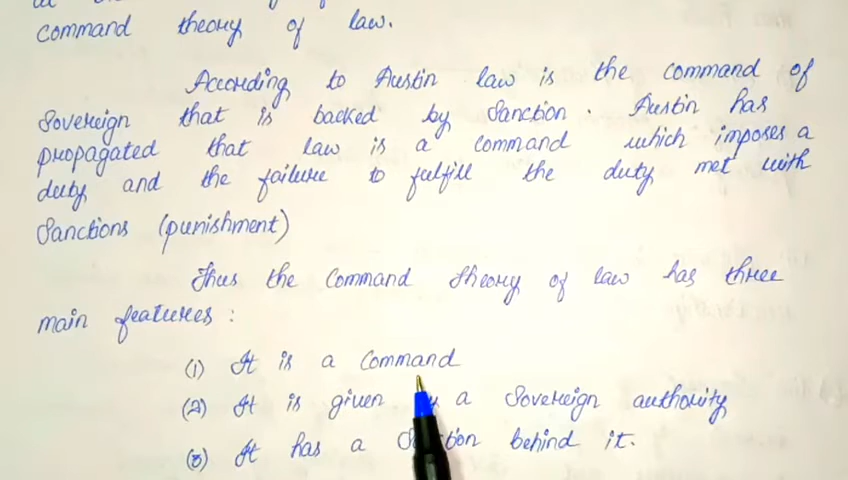 command theory of law.
According to Austin law is the command of
Sovereign that is backed by Sanction. Austin has
propagated that law is a command which imposes a
duty and the failure to fulfill the duty met with
Sanctions (punishment)
Thus the Command Theory of law has three
main features :
(1) It is a Command
(2) It is given by a Sovereign authority
(3) It has a Sanction behind it.